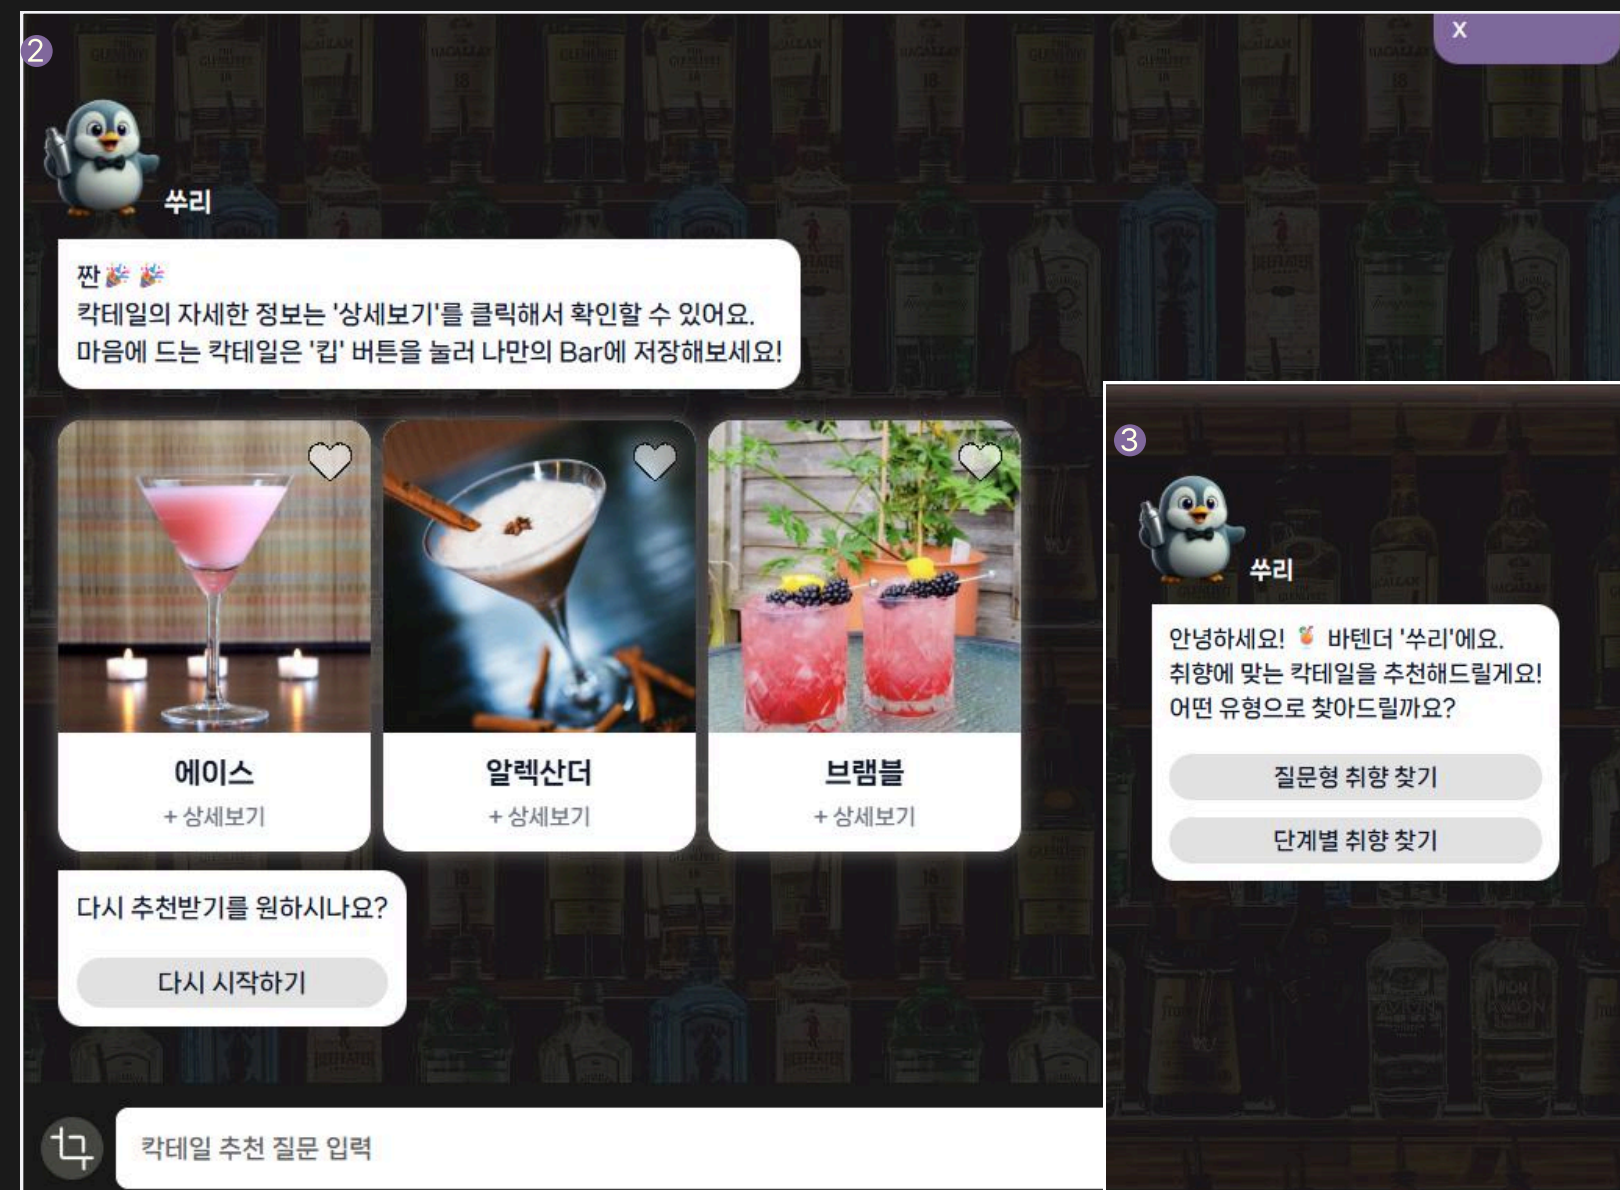 2
X
쑤리
짠🎉 🎉
칵테일의 자세한 정보는 '상세보기'를 클릭해서 확인할 수 있어요.
마음에 드는 칵테일은 '킵' 버튼을 눌러 나만의 Bar에 저장해보세요!
에이스
+ 상세보기
알렉산더
+ 상세보기
브램블
+ 상세보기
다시 추천받기를 원하시나요?
다시 시작하기
칵테일 추천 질문 입력
3
쑤리
안녕하세요! 🍹 바텐더 '쑤리'에요.
취향에 맞는 칵테일을 추천해드릴게요!
어떤 유형으로 찾아드릴까요?
질문형 취향 찾기
단계별 취향 찾기